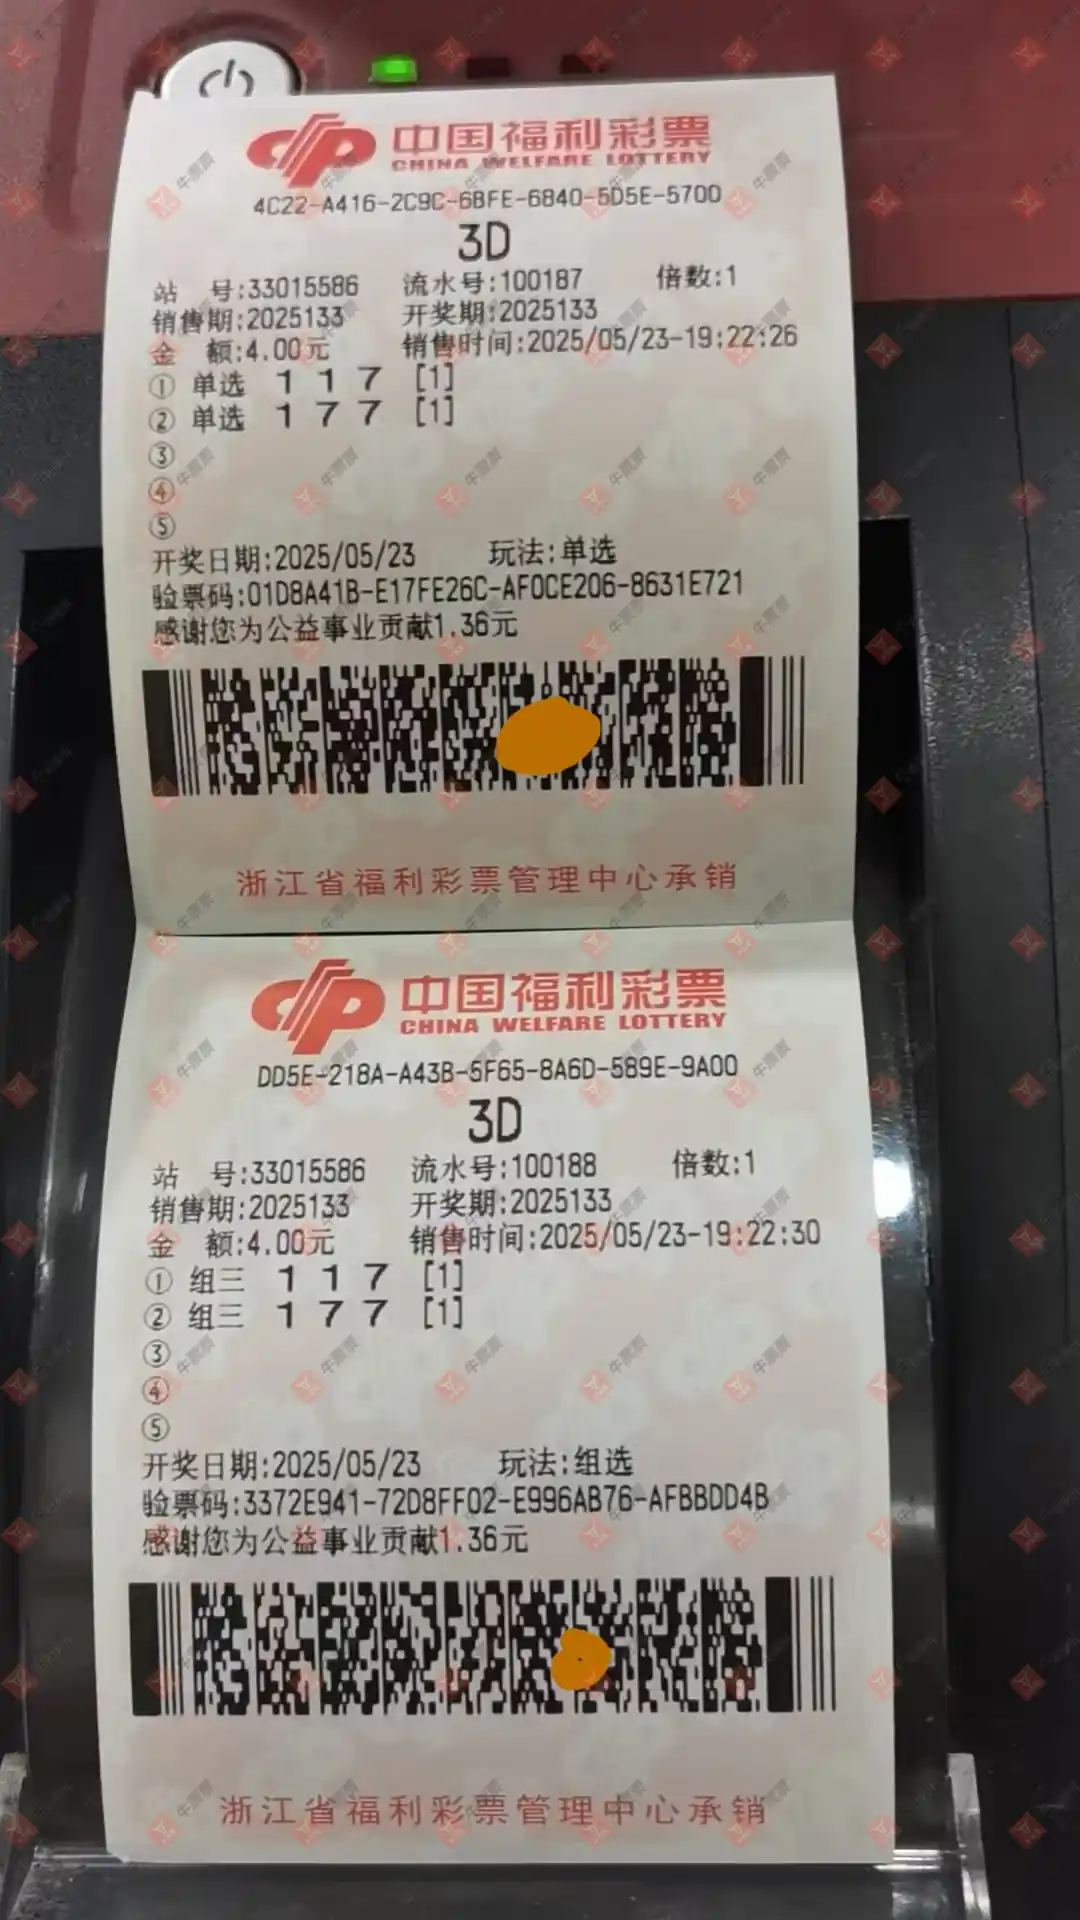 中国福利彩票
CHINA WELFARE LOTTERY
4C22-A416-2C9C-6BFE-6840-5D5E-5700
3D
站 号:33015586 流水号:100187 倍数:1
销售期:2025133 开奖期:2025133
金 额:4.00元 销售时间:2025/05/23-19:22:26
① 单选 1 1 7 [1]
② 单选 1 7 7 [1]
③
④
⑤
开奖日期:2025/05/23 玩法:单选
验票码:01D8A41B-E17FE26C-AF0CE206-8631E721
感谢您为公益事业贡献1.36元
浙江省福利彩票管理中心承销
中国福利彩票
CHINA WELFARE LOTTERY
DD5E-218A-A43B-5F65-8A6D-589E-9A00
3D
站 号:33015586 流水号:100188 倍数:1
销售期:2025133 开奖期:2025133
金 额:4.00元 销售时间:2025/05/23-19:22:30
① 组三 1 1 7 [1]
② 组三 1 7 7 [1]
③
④
⑤
开奖日期:2025/05/23 玩法:组选
验票码:3372E941-72D8FF02-E996AB76-AFBBDD4B
感谢您为公益事业贡献1.36元
浙江省福利彩票管理中心承销